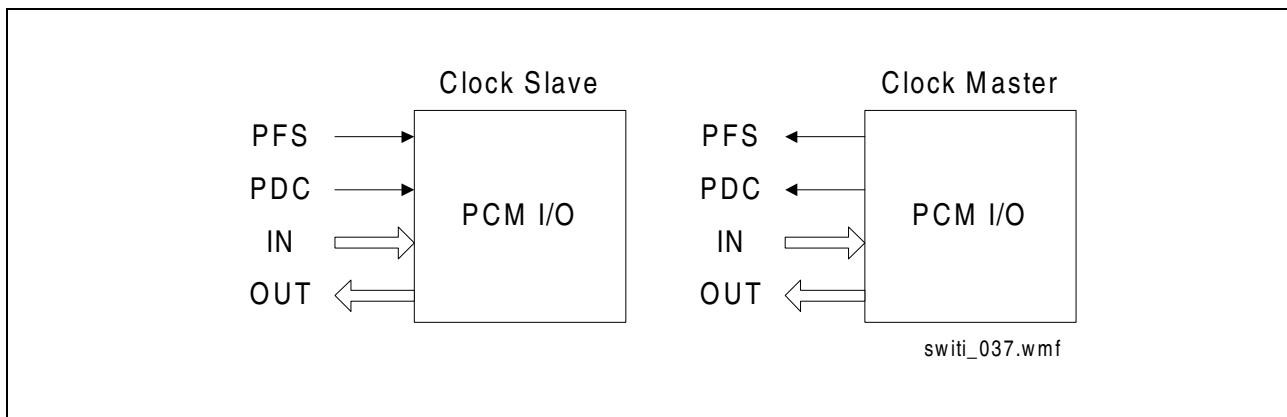 Clock Slave
PFS
PDC
IN
OUT
PCM I/O
Clock Master
PFS
PDC
IN
OUT
PCM I/O
switi_037.wmf